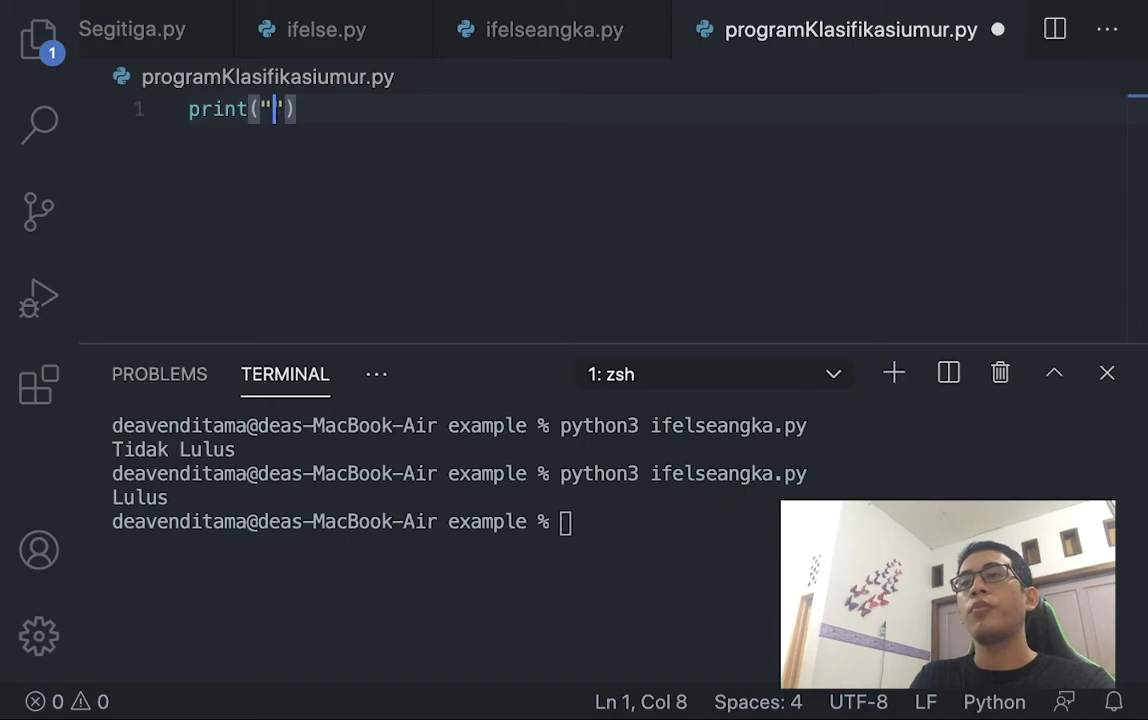 Segitiga.py
ifelse.py
ifelseangka.py
programKlasifikasiumur.py
1
programKlasifikasiumur.py
1 print("")
PROBLEMS TERMINAL ··· 1: zsh
deavenditama@deas-MacBook-Air example % python3 ifelseangka.py
Tidak Lulus
deavenditama@deas-MacBook-Air example % python3 ifelseangka.py
Lulus
deavenditama@deas-MacBook-Air example %
0 0 Ln 1, Col 8 Spaces: 4 UTF-8 LF Python